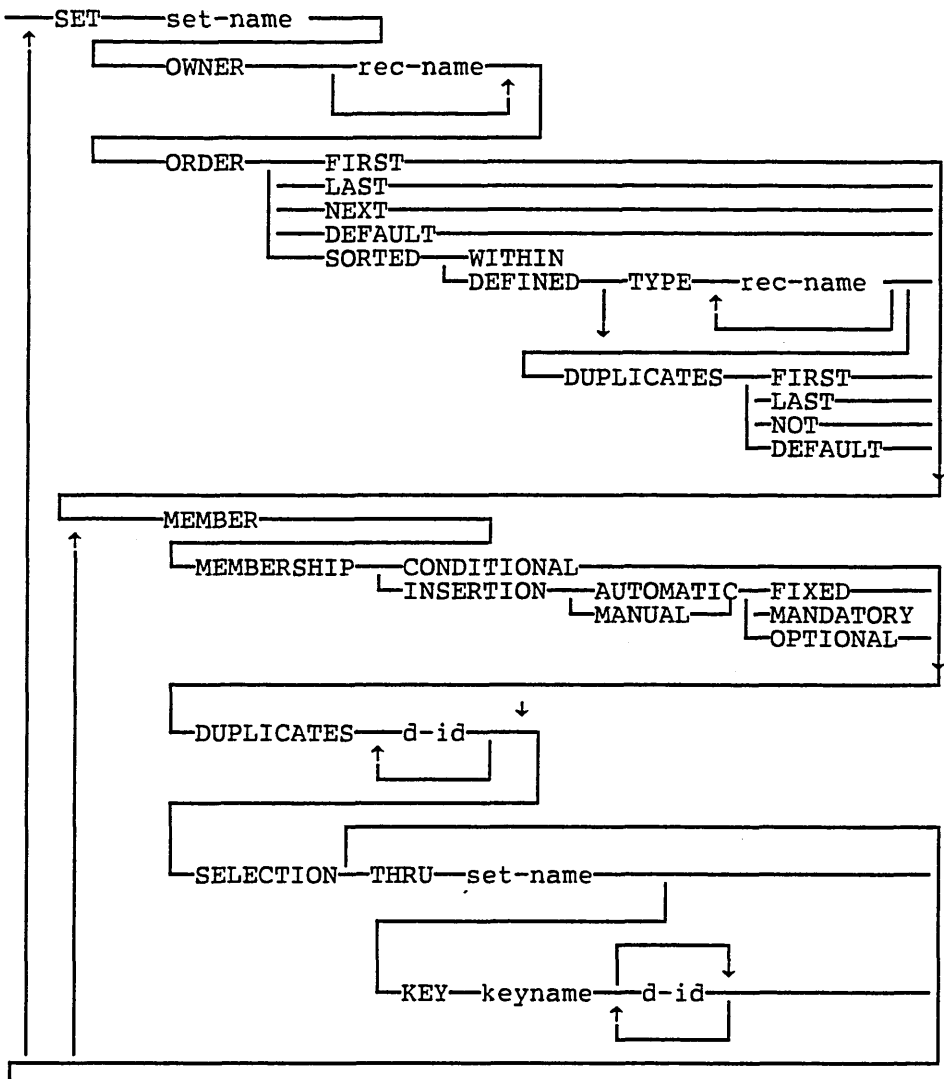 SET set-name
OWNER rec-name
ORDER FIRST
LAST
NEXT
DEFAULT
SORTED WITHIN
DEFINED TYPE rec-name
DUPLICATES FIRST
LAST
NOT
DEFAULT
MEMBER
MEMBERSHIP CONDITIONAL
INSERTION AUTOMATIC FIXED
MANUAL MANDATORY
OPTIONAL
DUPLICATES d-id
SELECTION THRU set-name
KEY keyname d-id